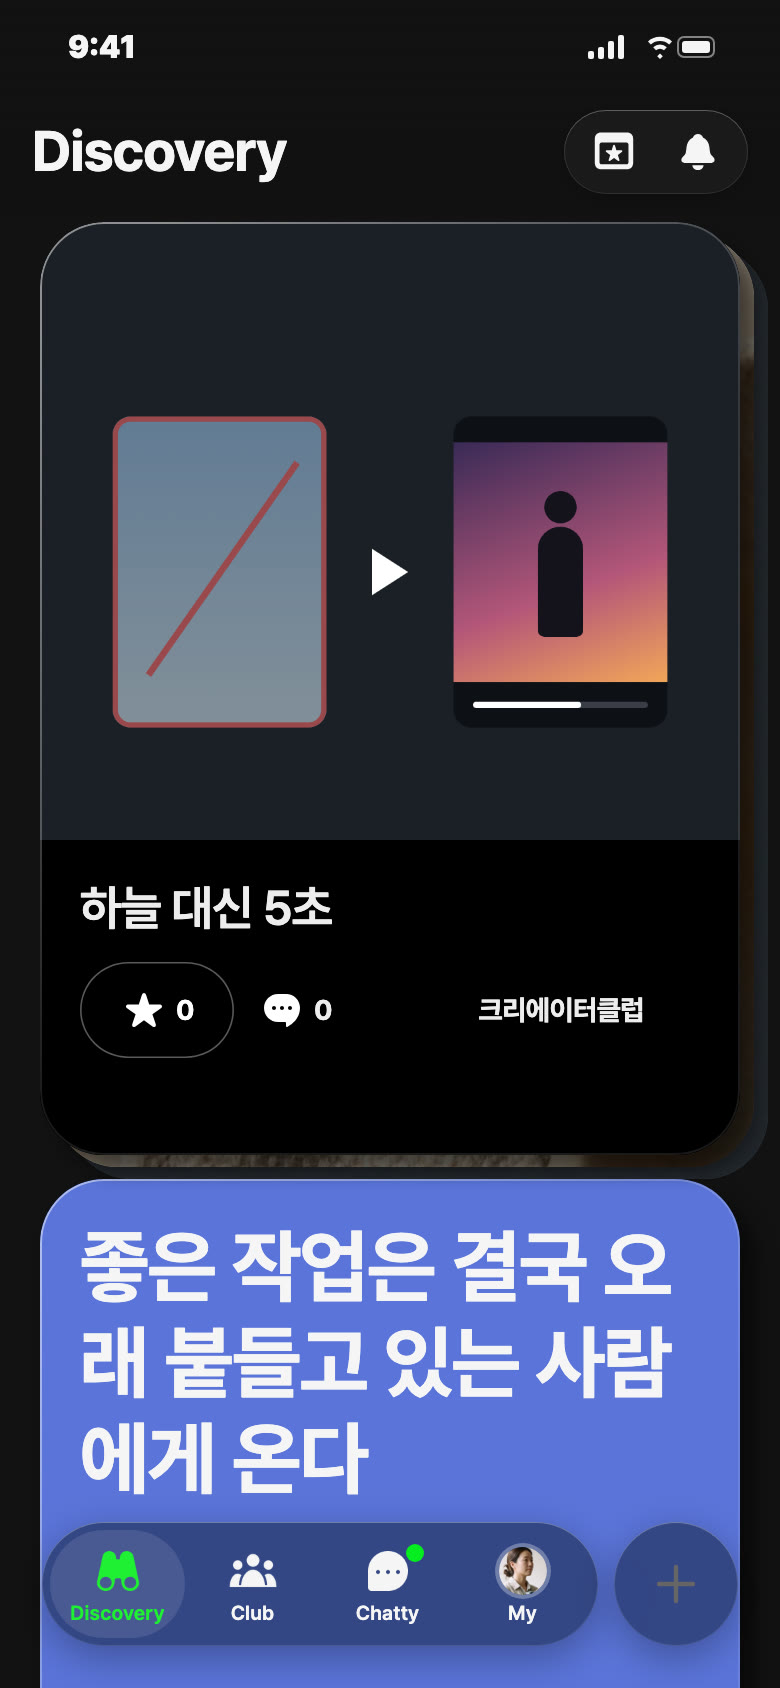 9:41
Discovery
하늘 대신 5초
0
0
크리에이터클럽
좋은 작업은 결국 오
래 붙들고 있는 사람
에게 온다
Discovery
Club
Chatty
My